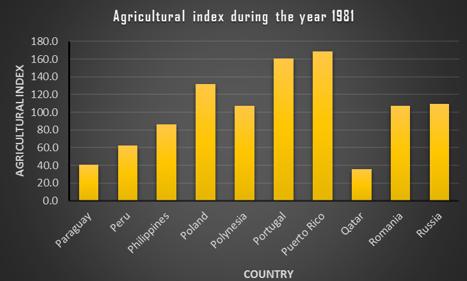 Agricultural index during the year 1981
AGRICULTURAL INDEX
180.0
160.0
140.0
120.0
100.0
80.0
60.0
40.0
20.0
0.0
Paraguay
Peru
Philippines
Poland
Polynesia
Portugal
Puerto Rico
Qatar
Romania
Russia
COUNTRY